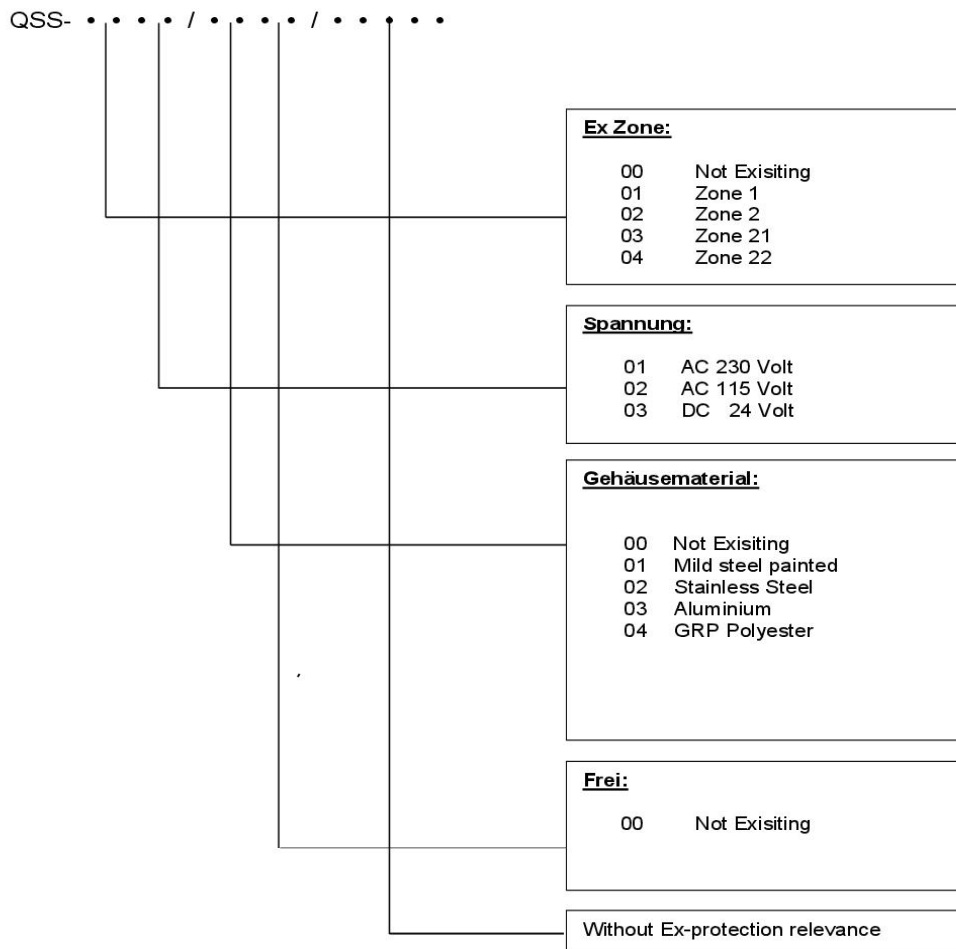 QSS- • • • • / • • • • / • • • • •
Ex Zone:
00 Not Exisiting
01 Zone 1
02 Zone 2
03 Zone 21
04 Zone 22
Spannung:
01 AC 230 Volt
02 AC 115 Volt
03 DC 24 Volt
Gehäusematerial:
00 Not Exisiting
01 Mild steel painted
02 Stainless Steel
03 Aluminium
04 GRP Polyester
,
Frei:
00 Not Exisiting
Without Ex-protection relevance